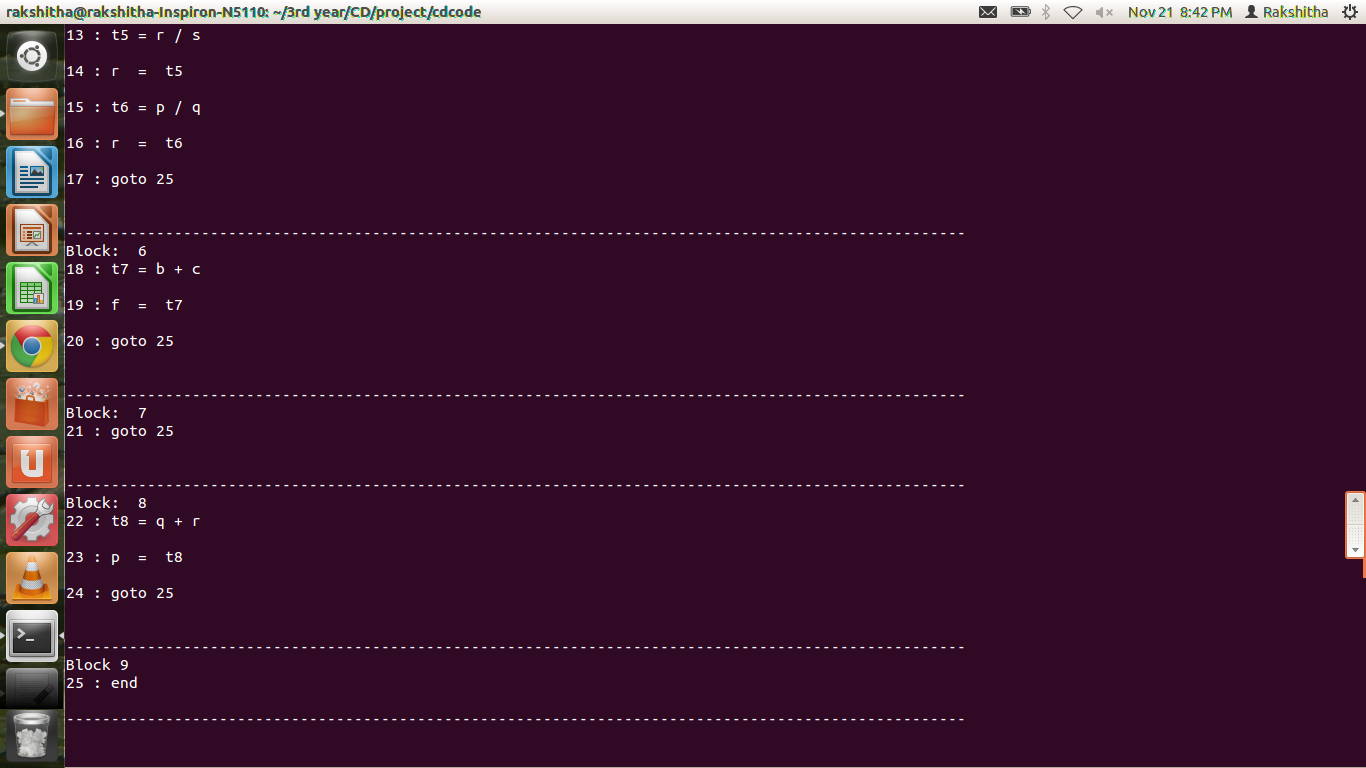 rakshitha@rakshitha-Inspiron-N5110: ~/3rd year/CD/project/cdcode
Nov 21 8:42 PM Rakshitha
13 : t5 = r / s
14 : r  =  t5
15 : t6 = p / q
16 : r  =  t6
17 : goto 25
----------------------------------------------------------------------------------------------------
Block:  6
18 : t7 = b + c
19 : f  =  t7
20 : goto 25
----------------------------------------------------------------------------------------------------
Block:  7
21 : goto 25
----------------------------------------------------------------------------------------------------
Block:  8
22 : t8 = q + r
23 : p  =  t8
24 : goto 25
----------------------------------------------------------------------------------------------------
Block 9
25 : end
----------------------------------------------------------------------------------------------------